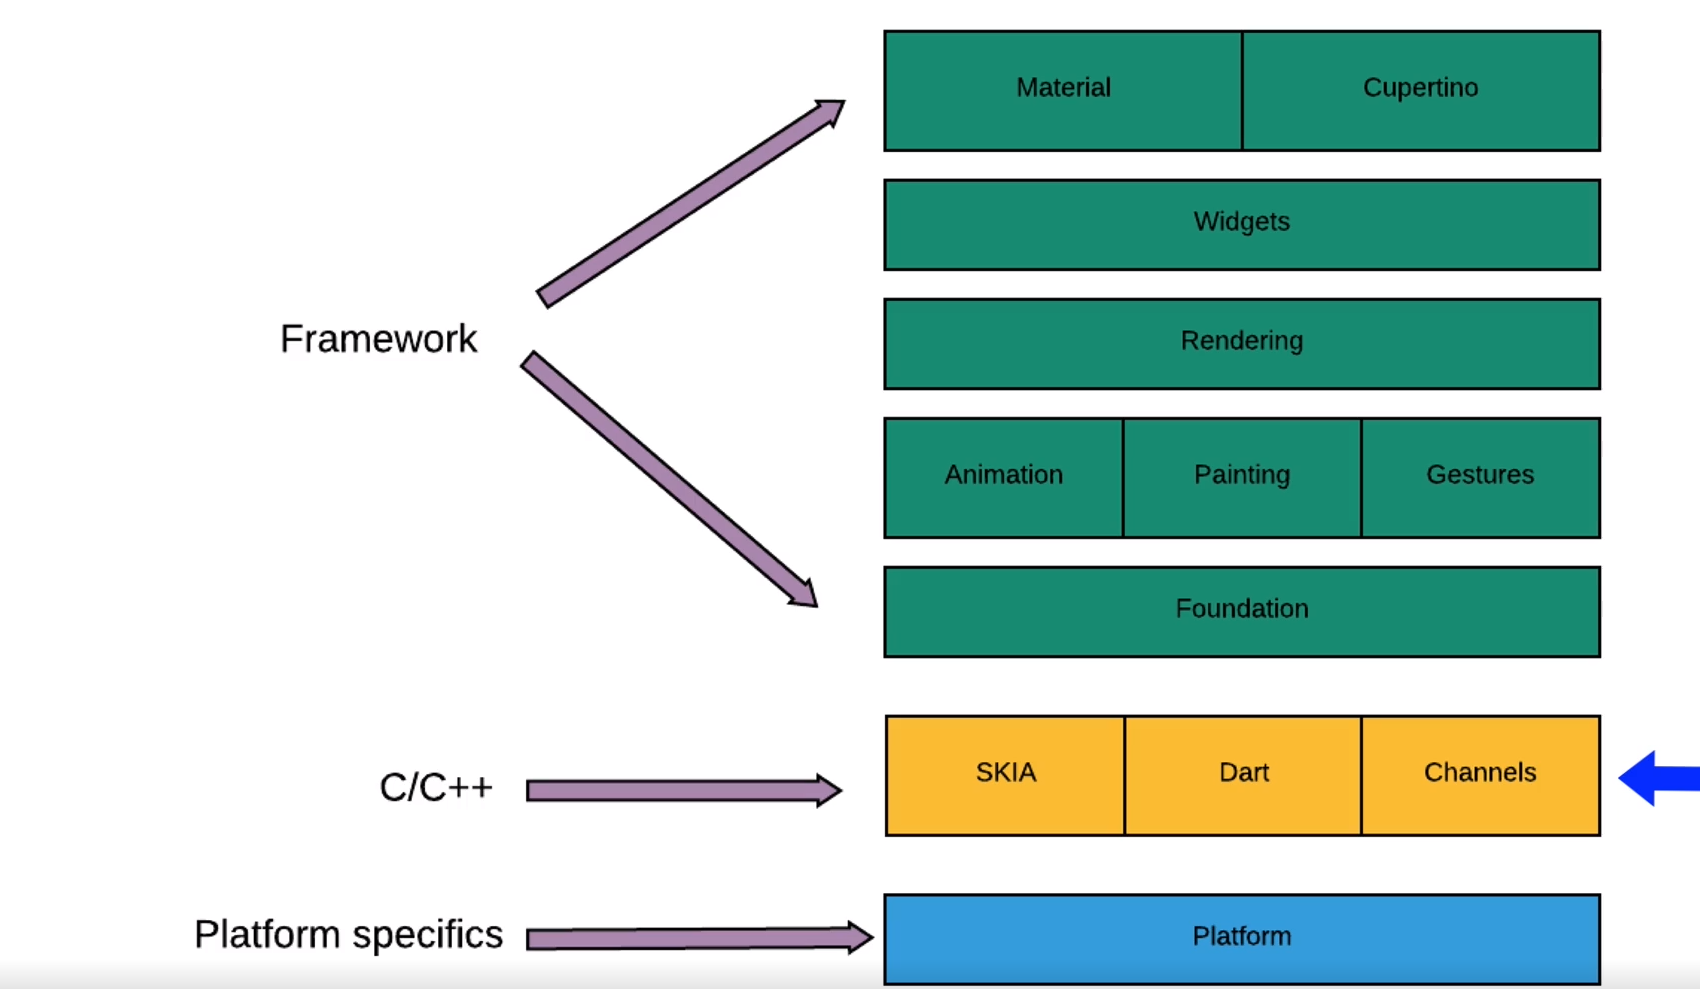 Material
Cupertino
Widgets
Framework
Rendering
Animation
Painting
Gestures
Foundation
C/C++
SKIA
Dart
Channels
Platform specifics
Platform